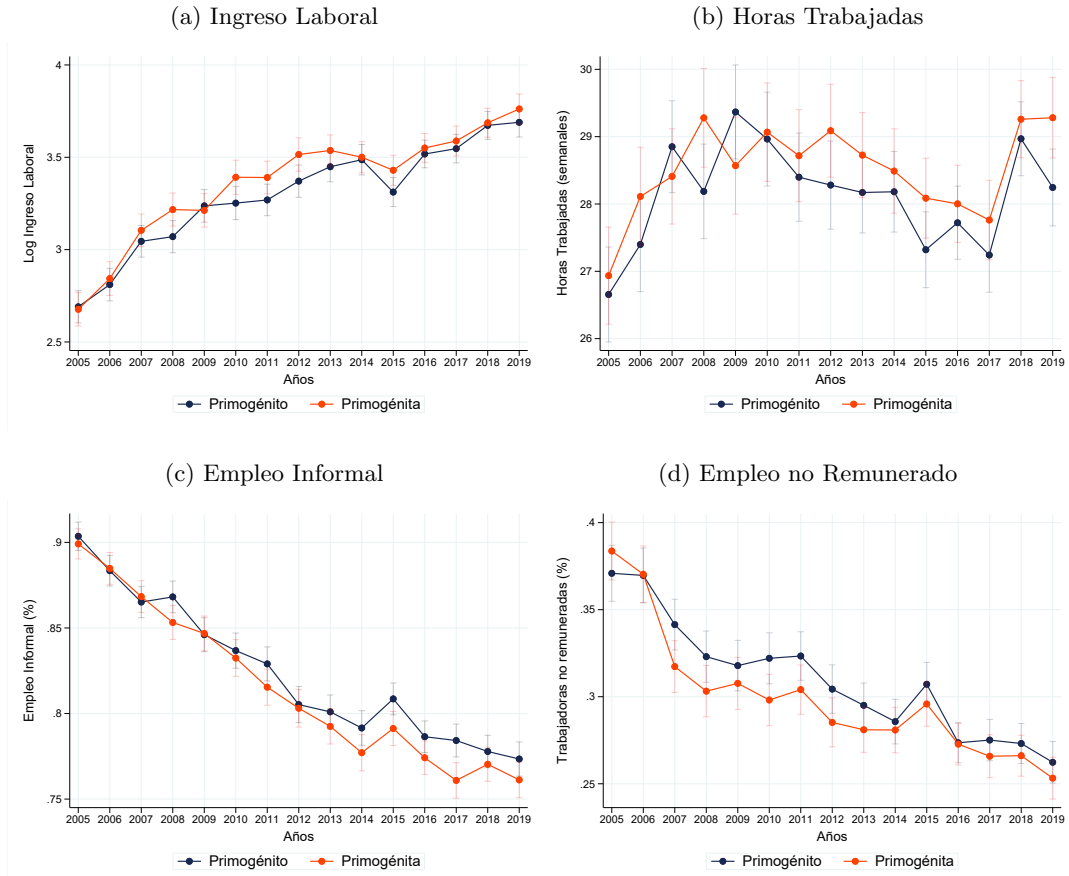 (a) Ingreso Laboral
4
3.5
3
2.5
Log Ingreso Laboral
2005 2006 2007 2008 2009 2010 2011 2012 2013 2014 2015 2016 2017 2018 2019
Años
Primogénito Primogénita
(b) Horas Trabajadas
30
29
28
27
26
Horas Trabajadas (semanales)
2005 2006 2007 2008 2009 2010 2011 2012 2013 2014 2015 2016 2017 2018 2019
Años
Primogénito Primogénita
(c) Empleo Informal
.9
.85
.8
.75
Empleo Informal (%)
2005 2006 2007 2008 2009 2010 2011 2012 2013 2014 2015 2016 2017 2018 2019
Años
Primogénito Primogénita
(d) Empleo no Remunerado
.4
.35
.3
.25
Trabajadoras no remuneradas (%)
2005 2006 2007 2008 2009 2010 2011 2012 2013 2014 2015 2016 2017 2018 2019
Años
Primogénito Primogénita